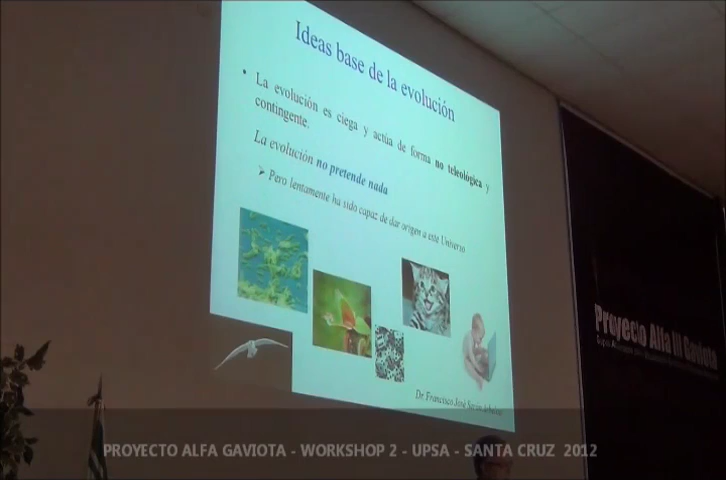 Ideas base de la evolución
• La evolución es ciega y actúa de forma no teleológica y
contingente.
La evolución no pretende nada
➢ Pero lentamente ha sido capaz de dar origen a este Universo
Dr. Francisco José
Proyecto Alfa III Gaviota
PROYECTO ALFA GAVIOTA - WORKSHOP 2 - UPSA - SANTA CRUZ 2012